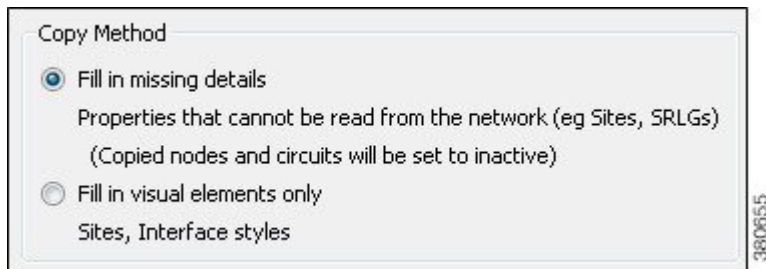 Copy Method
Fill in missing details
Properties that cannot be read from the network (eg Sites, SRLGs)
(Copied nodes and circuits will be set to inactive)
Fill in visual elements only
Sites, Interface styles
380655